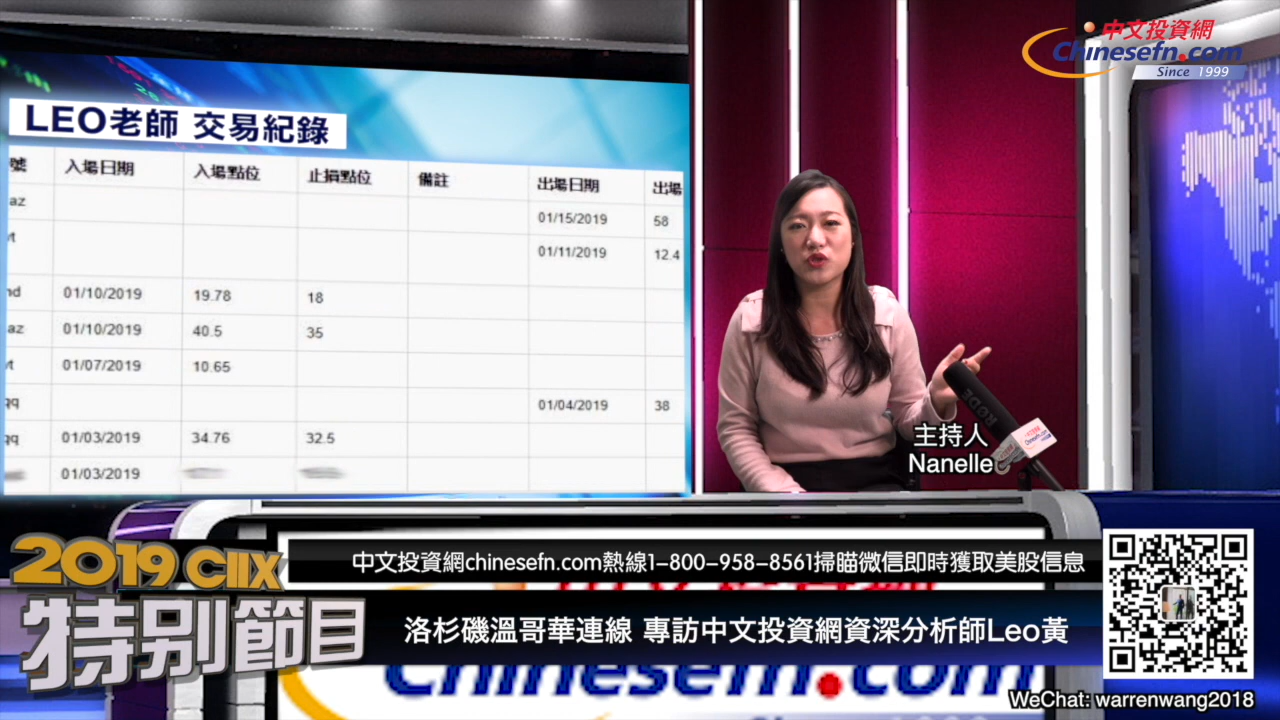 中文投資網
Chinesefn.com
Since 1999
LEO老師 交易紀錄
號 入場日期 入場點位 止損點位 備註 出場日期 出場
az 01/15/2019 58
t 01/11/2019 12.4
nd 01/10/2019 19.78 18
az 01/10/2019 40.5 35
t 01/07/2019 10.65
qq 01/04/2019 38
qq 01/03/2019 34.76 32.5
01/03/2019
RODE
主持人
Nanelle
2019 CIIX
特別節目
中文投資網chinesefn.com熱線1-800-958-8561掃瞄微信即時獲取美股信息
洛杉磯溫哥華連線 專訪中文投資網資深分析師Leo黃
Chinesefn.com
WeChat: warrenwang2018